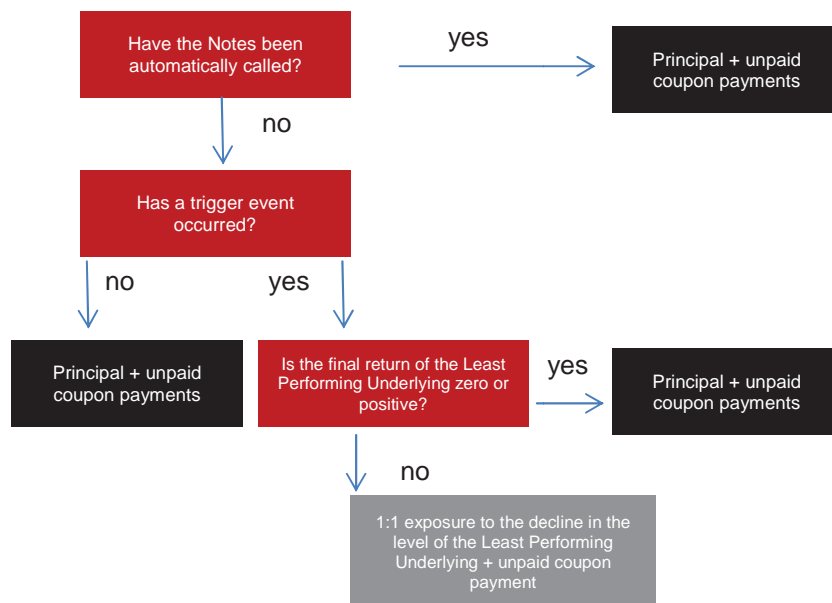 Have the Notes been
automatically called?
yes
Principal + unpaid
coupon payments
no
Has a trigger event
occurred?
no
yes
Principal + unpaid
coupon payments
Is the final return of the Least
Performing Underlying zero or
positive?
yes
Principal + unpaid
coupon payments
no
1:1 exposure to the decline in the
level of the Least Performing
Underlying + unpaid coupon
payment